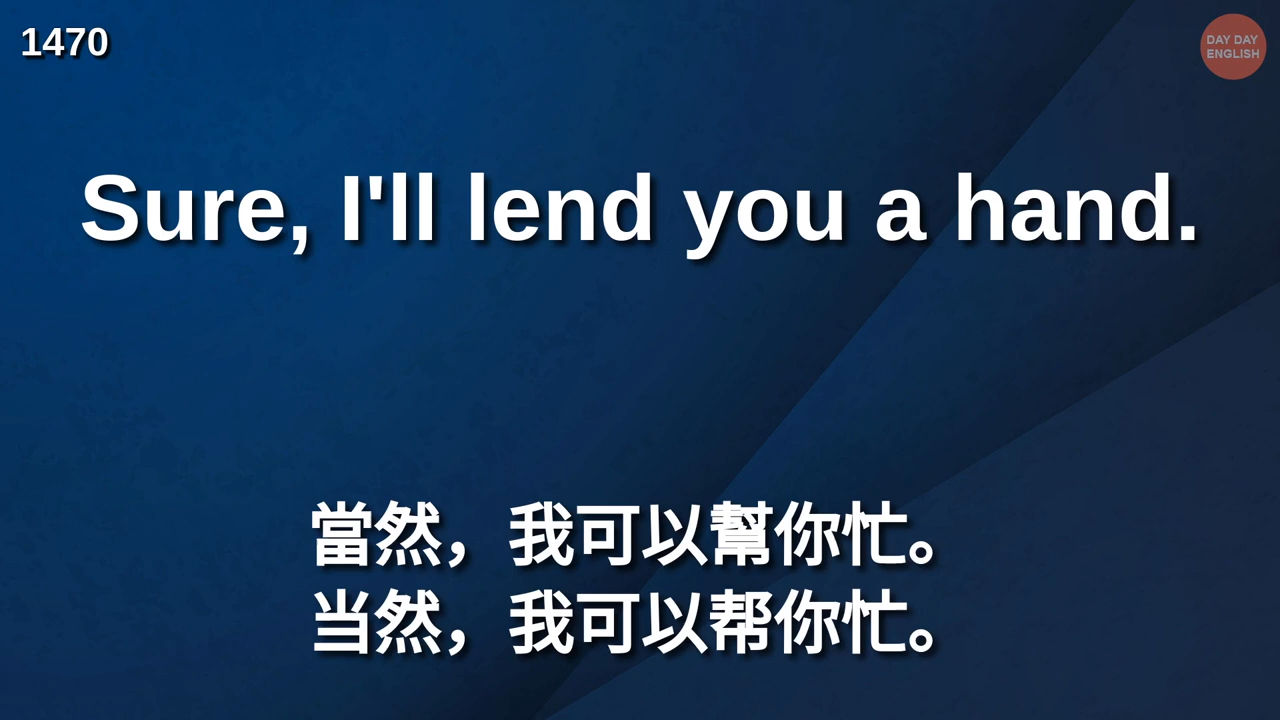 1470
DAY DAY
ENGLISH
Sure, I'll lend you a hand.
當然，我可以幫你忙。
当然，我可以帮你忙。